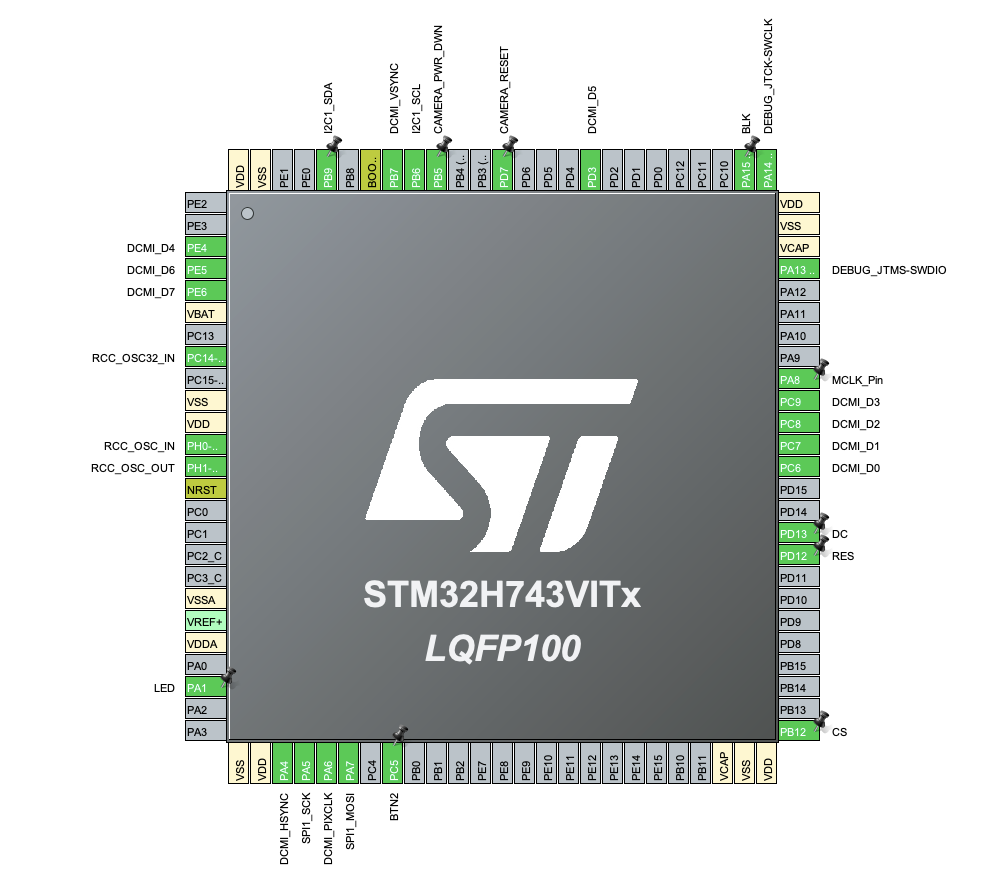 I2C1_SDA
DCMI_VSYNC
I2C1_SCL
CAMERA_PWR_DWN
CAMERA_RESET
DCMI_D5
BLK
DEBUG_JTCK-SWCLK
VDD
VSS
PE1
PE0
PB9
PB8
BOO..
PB7
PB6
PB5
PB4 (..
PB3 (..
PD7
PD6
PD5
PD4
PD3
PD2
PD1
PD0
PC12
PC11
PC10
PA15
PA14 ..
PE2
PE3
DCMI_D4 PE4
DCMI_D6 PE5
DCMI_D7 PE6
VBAT
PC13
RCC_OSC32_IN PC14-..
PC15-..
VSS
VDD
RCC_OSC_IN PH0-..
RCC_OSC_OUT PH1-..
NRST
PC0
PC1
PC2_C
PC3_C
VSSA
VREF+
VDDA
PA0
LED PA1
PA2
PA3
VDD
VSS
VCAP
PA13 .. DEBUG_JTMS-SWDIO
PA12
PA11
PA10
PA9
PA8 MCLK_Pin
PC9 DCMI_D3
PC8 DCMI_D2
PC7 DCMI_D1
PC6 DCMI_D0
PD15
PD14
PD13 DC
PD12 RES
PD11
PD10
PD9
PD8
PB15
PB14
PB13
PB12 CS
ST
STM32H743VITx
LQFP100
VSS
VDD
PA4
PA5
PA6
PA7
PC4
PC5
PB0
PB1
PB2
PE7
PE8
PE9
PE10
PE11
PE12
PE13
PE14
PE15
PB10
PB11
VCAP
VSS
VDD
DCMI_HSYNC
SPI1_SCK
DCMI_PIXCLK
SPI1_MOSI
BTN2